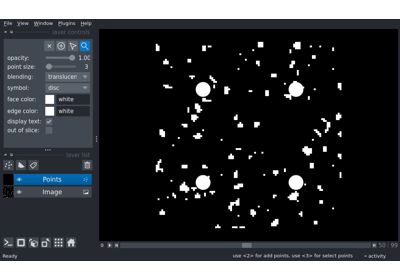 File View Window Plugins Help
layer controls
opacity: 1.00
point size: 3
blending: translucen
symbol: disc
face color: white
edge color: white
display text:
out of slice:
layer list
Points
Image
0 50 99
Ready use <2> for add points, use <3> for select points activity